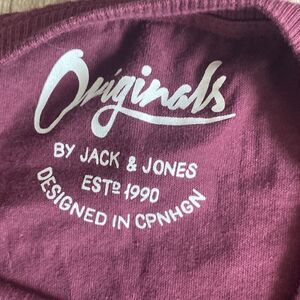 Originals
BY JACK & JONES
ESTD 1990
DESIGNED IN CPNHGN